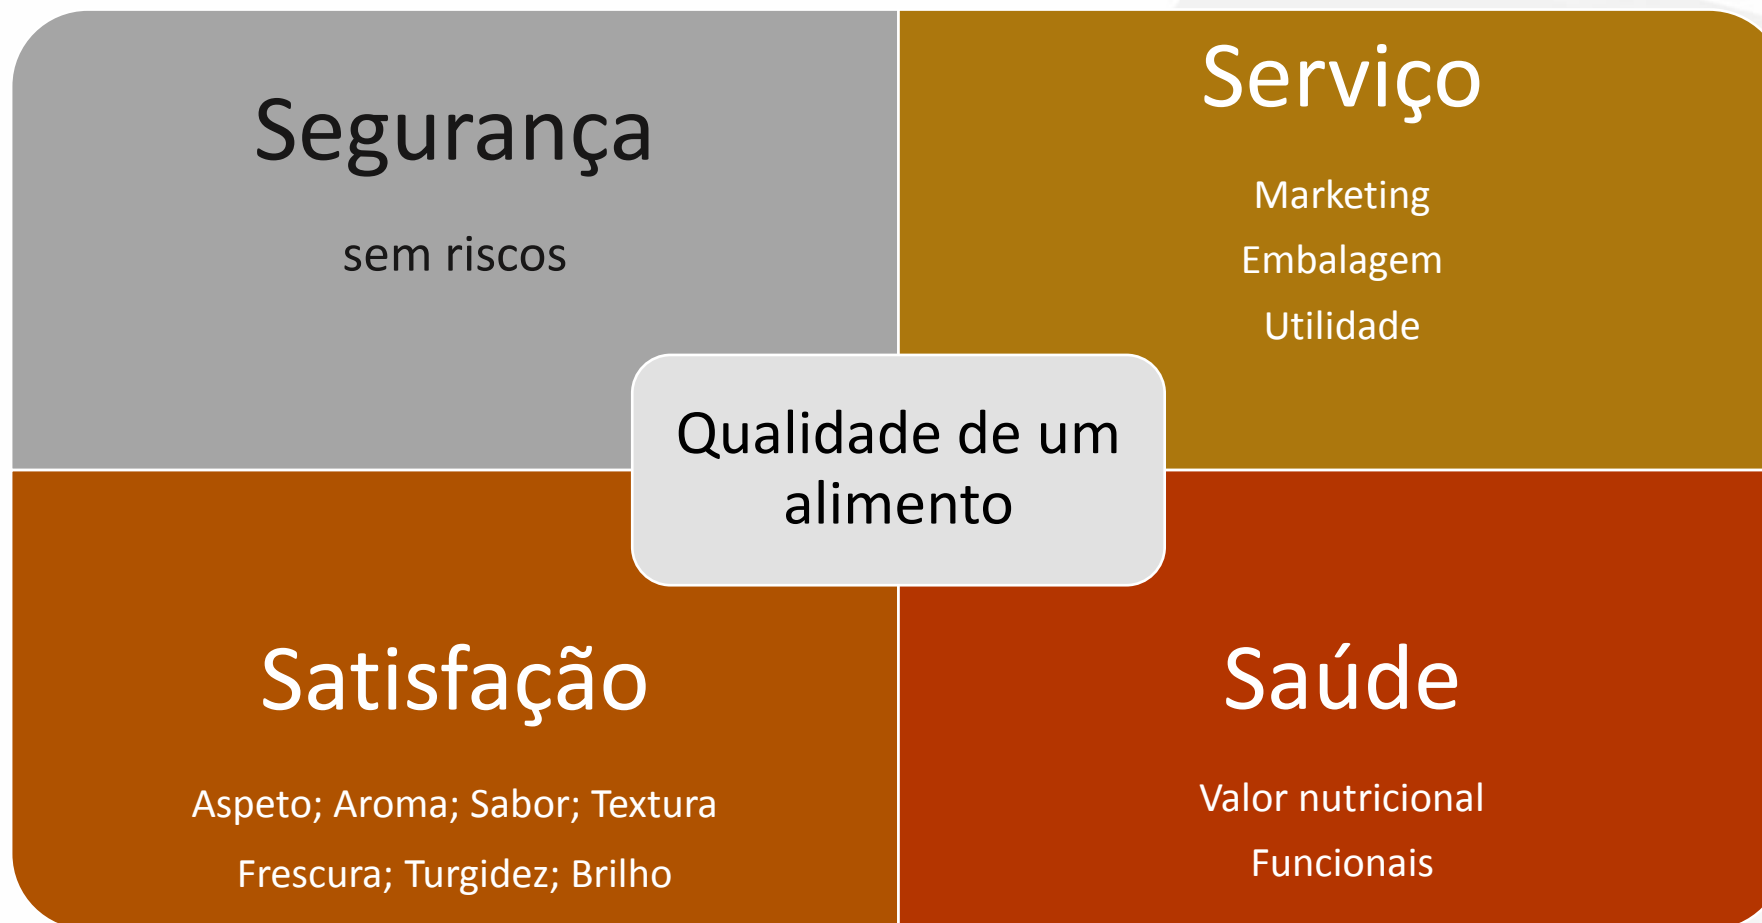 Segurança
sem riscos
Serviço
Marketing
Embalagem
Utilidade
Qualidade de um
alimento
Satisfação
Aspeto; Aroma; Sabor; Textura
Frescura; Turgidez; Brilho
Saúde
Valor nutricional
Funcionais